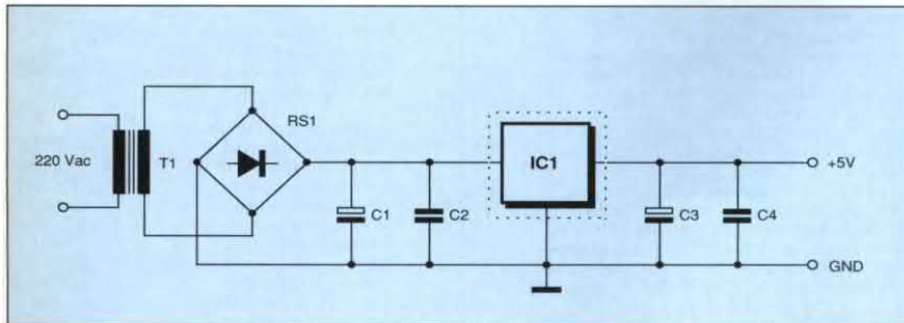 220 Vac
T1
RS1
C1
C2
IC1
C3
C4
+5V
GND